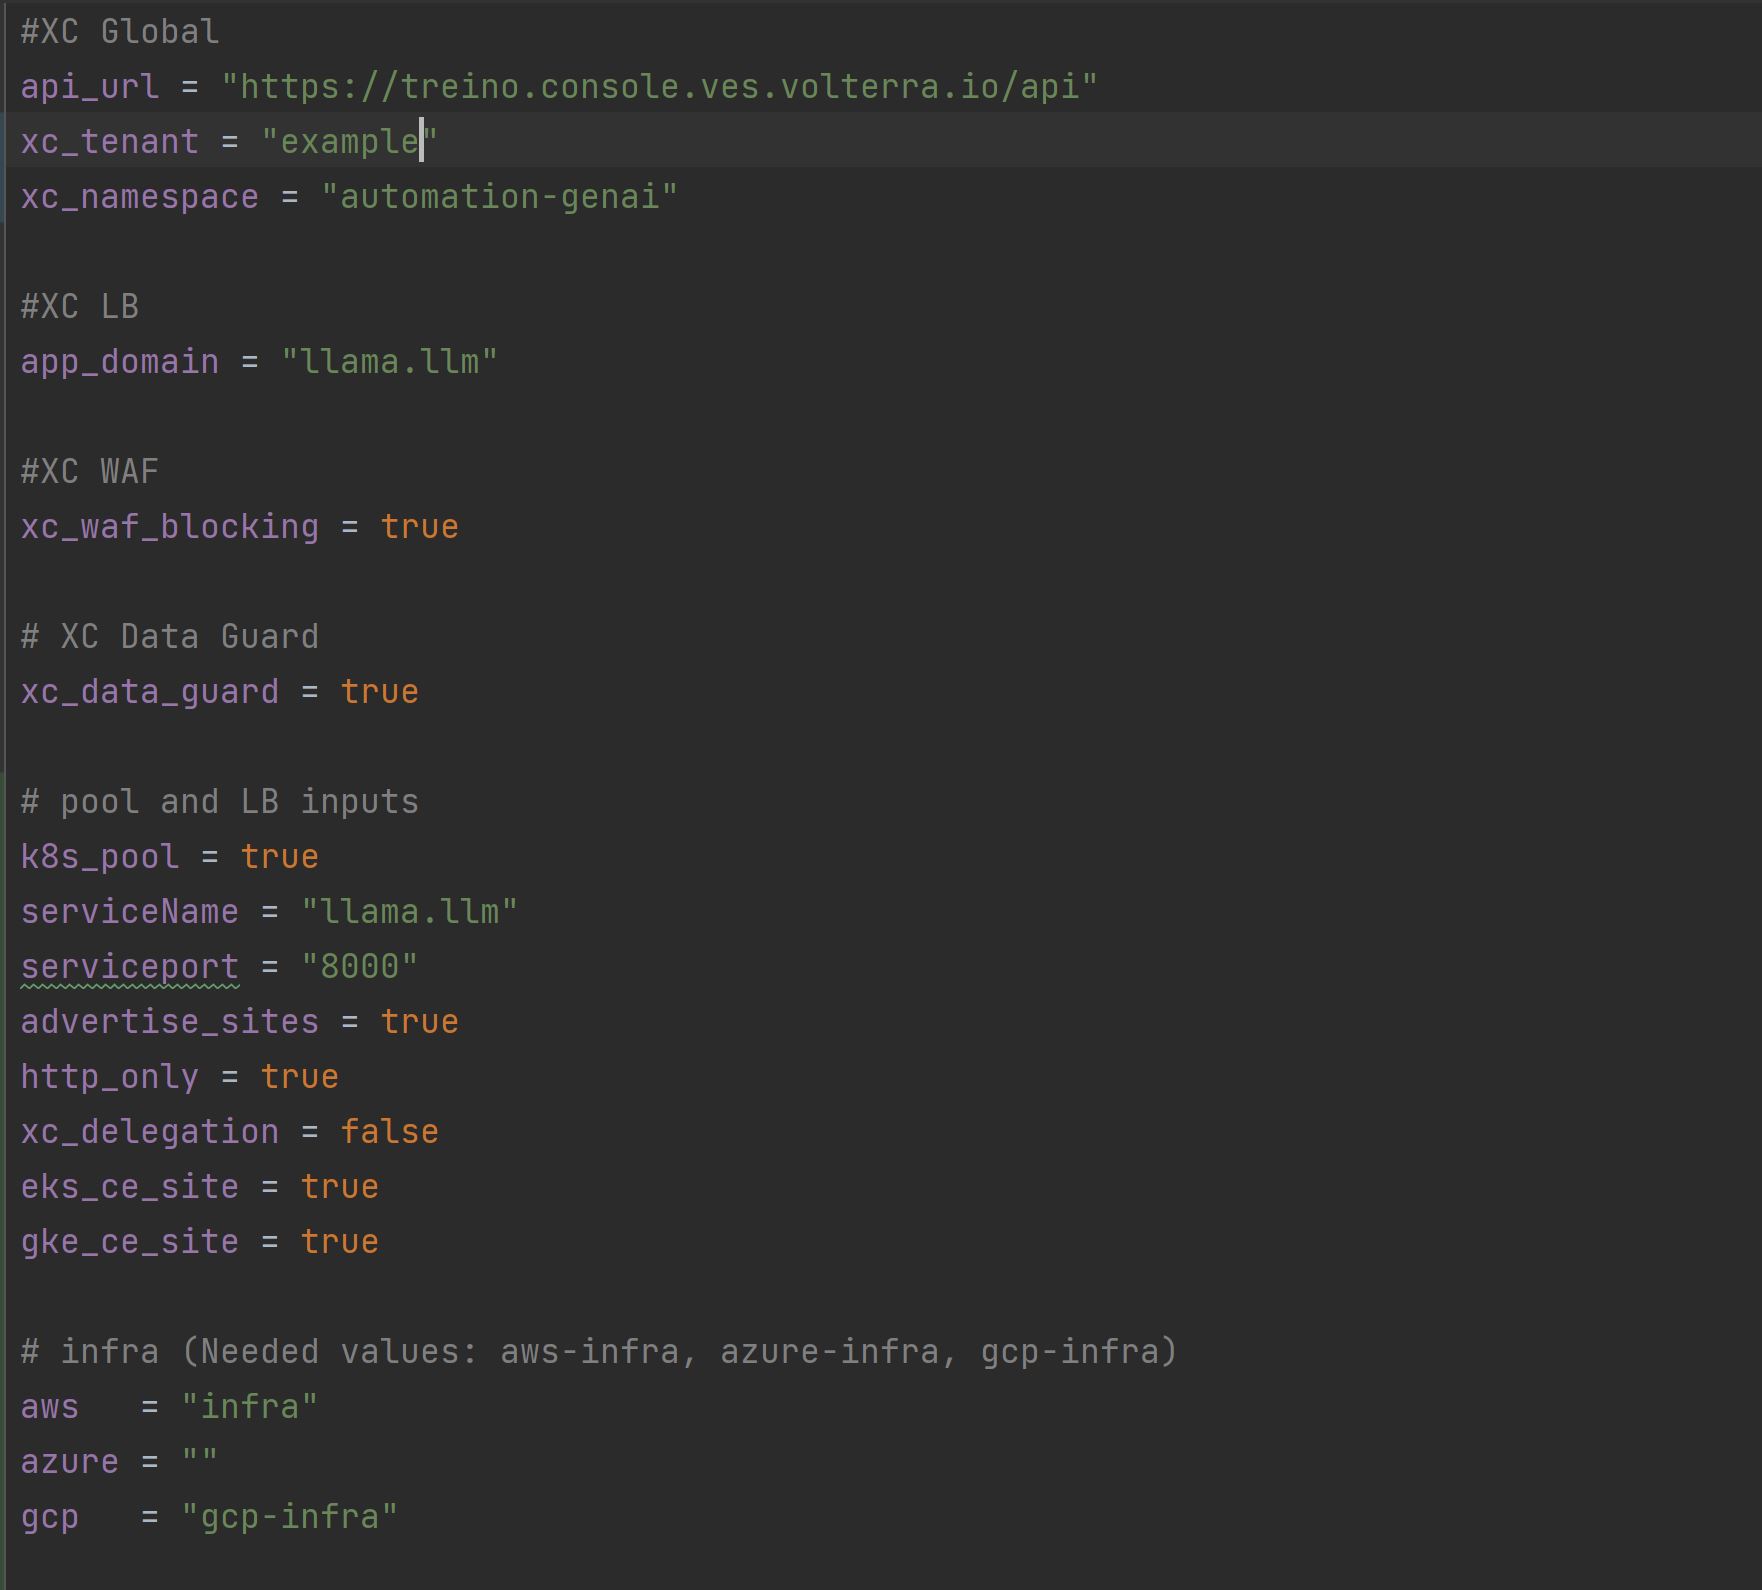 #XC Global
api_url = "https://treino.console.ves.volterra.io/api"
xc_tenant = "example"
xc_namespace = "automation-genai"
#XC LB
app_domain = "llama.llm"
#XC WAF
xc_waf_blocking = true
# XC Data Guard
xc_data_guard = true
# pool and LB inputs
k8s_pool = true
serviceName = "llama.llm"
serviceport = "8000"
advertise_sites = true
http_only = true
xc_delegation = false
eks_ce_site = true
gke_ce_site = true
# infra (Needed values: aws-infra, azure-infra, gcp-infra)
aws   = "infra"
azure = ""
gcp   = "gcp-infra"